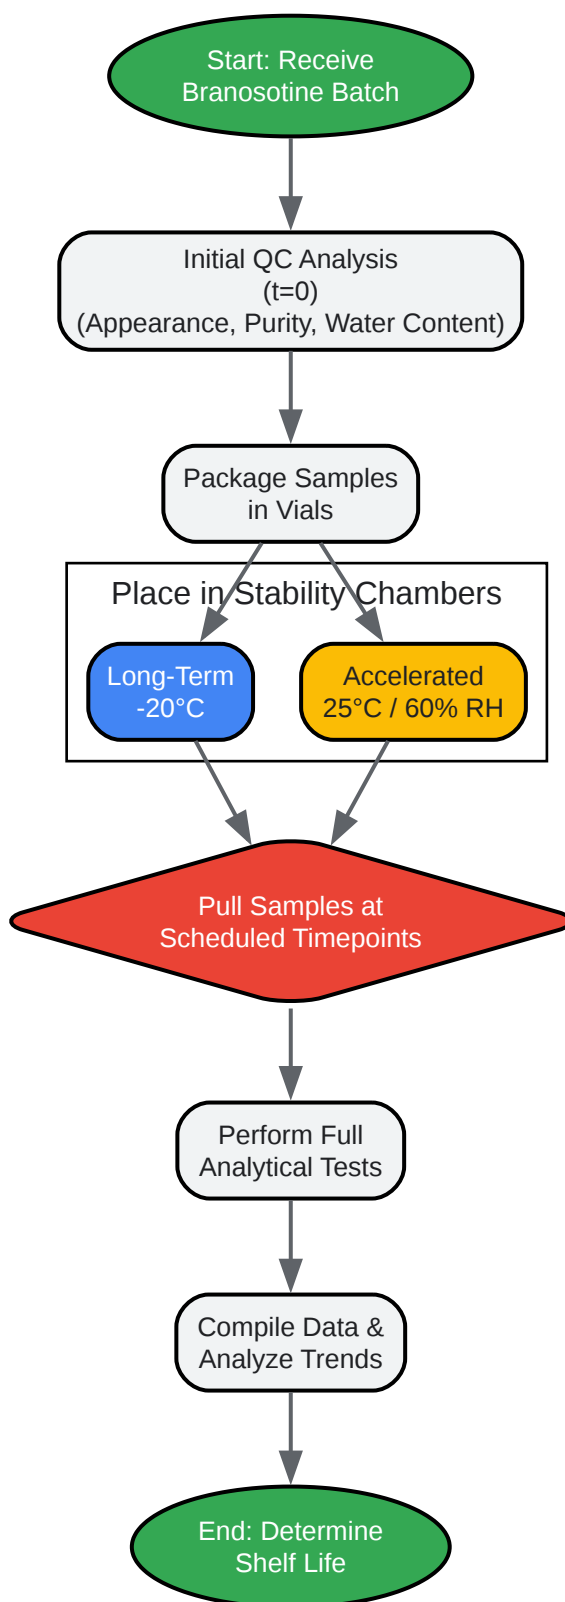 Start: Receive
Branosotine Batch
Initial QC Analysis
(t=0)
(Appearance, Purity, Water Content)
Package Samples
in Vials
Place in Stability Chambers
Long-Term
-20°C
Accelerated
25°C / 60% RH
Pull Samples at
Scheduled Timepoints
Perform Full
Analytical Tests
Compile Data &
Analyze Trends
End: Determine
Shelf Life